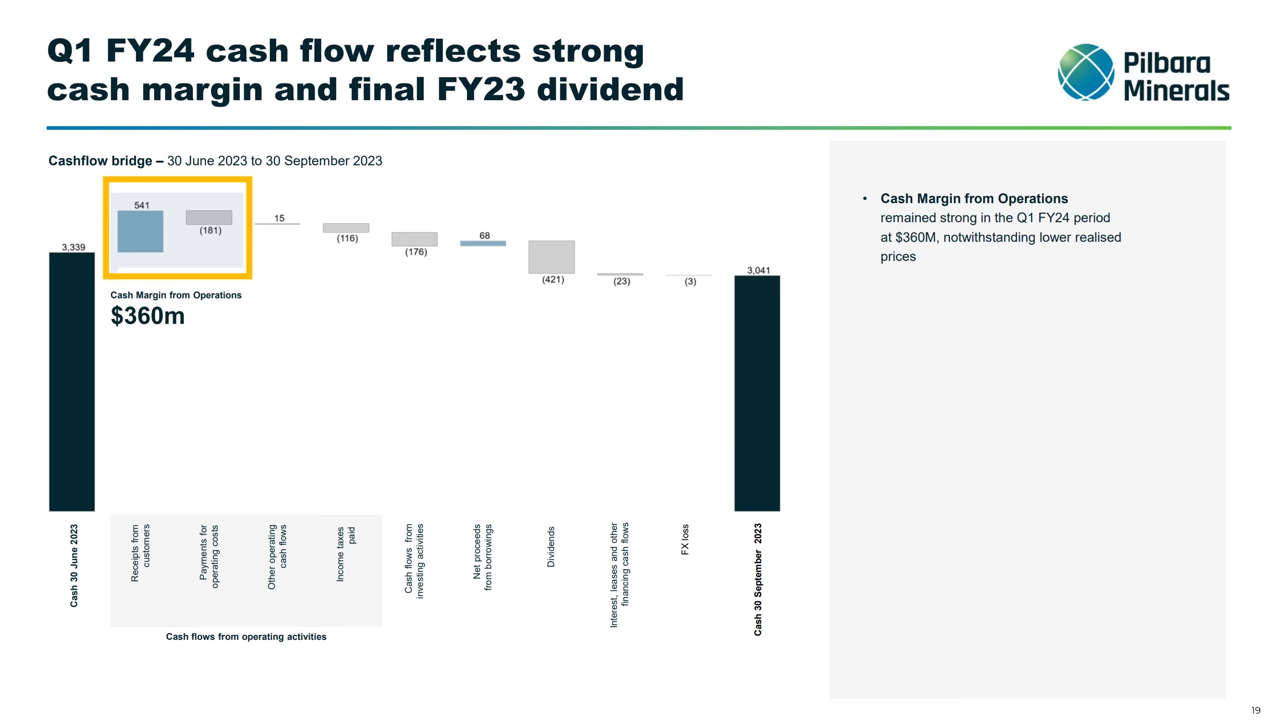 Q1 FY24 cash flow reflects strong
cash margin and final FY23 dividend
Pilbara
Minerals
Cashflow bridge – 30 June 2023 to 30 September 2023
3,339
541
(181)
15
(116)
(176)
68
(421)
(23)
(3)
3,041
Cash Margin from Operations
$360m
Cash 30 June 2023
Receipts from
customers
Payments for
operating costs
Other operating
cash flows
Income taxes
paid
Cash flows from
investing activities
Net proceeds
from borrowings
Dividends
Interest, leases and other
financing cash flows
FX loss
Cash 30 September 2023
Cash flows from operating activities
• Cash Margin from Operations
remained strong in the Q1 FY24 period
at $360M, notwithstanding lower realised
prices
19